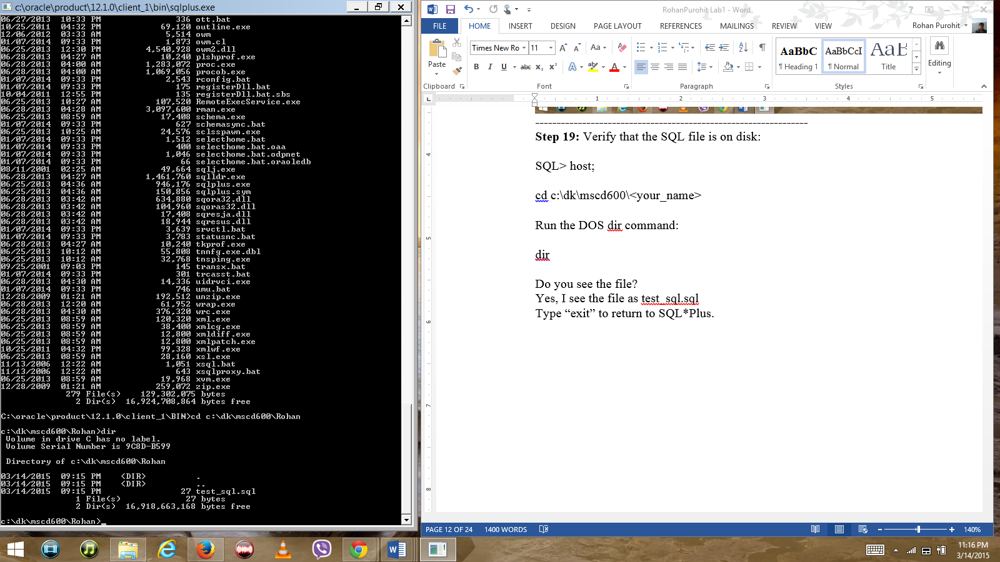 c:\oracle\product\12.1.0\client_1\bin\sqlplus.exe
06/27/2013  10:33 PM               336 ott.bat
10/25/2011  04:32 PM            69,120 outline.exe
12/06/2012  03:33 AM             5,514 owm
01/07/2014  09:33 PM             1,873 owm.cl
06/25/2013  12:30 PM         4,540,928 owm2.dll
06/28/2013  04:27 AM            10,240 plshprof.exe
06/28/2013  04:00 AM         1,283,072 proc.exe
06/28/2013  04:00 AM         1,069,056 procob.exe
01/07/2014  09:33 PM             2,543 rconfig.bat
01/07/2014  09:33 PM               175 registerDll.bat
10/04/2011  12:55 PM               135 registerDll.bat.sbs
06/25/2013  10:27 AM           107,520 RemoteExecService.exe
06/28/2013  04:28 AM         3,097,600 rman.exe
06/25/2013  08:59 AM            17,408 schema.exe
01/07/2014  09:33 PM               627 schemasync.bat
06/25/2013  10:25 AM            24,576 sclsspawn.exe
01/07/2014  09:33 PM             1,512 selecthome.bat
01/07/2014  09:33 PM               400 selecthome.bat.oaa
01/07/2014  09:33 PM             1,046 selecthome.bat.odpnet
01/07/2014  09:33 PM                66 selecthome.bat.oraoledb
08/11/2001  02:25 AM            49,664 sqlj.exe
06/28/2013  04:27 AM         1,461,760 sqlldr.exe
06/25/2013  04:36 AM           946,176 sqlplus.exe
06/25/2013  04:36 AM           150,856 sqlplus.sym
06/28/2013  03:42 AM           634,880 sqora32.dll
06/28/2013  03:42 AM           104,960 sqoras32.dll
06/28/2013  03:42 AM            17,408 sqresja.dll
06/28/2013  03:42 AM            18,944 sqresus.dll
01/07/2014  09:33 PM             3,639 srvctl.bat
01/07/2014  09:33 PM             3,783 statusnc.bat
06/28/2013  04:27 AM            10,240 tkprof.exe
06/25/2013  10:12 AM            55,808 tnnfg.exe.dbl
06/25/2013  10:12 AM            32,768 tnsping.exe
09/25/2001  09:03 PM               145 transx.bat
01/07/2014  09:33 PM               301 trcasst.bat
06/28/2013  04:30 AM            14,336 uidrvci.exe
01/07/2014  09:33 PM               746 umu.bat
12/28/2009  01:21 AM           192,512 unzip.exe
06/28/2013  12:20 AM            61,952 wrap.exe
06/28/2013  04:30 AM           376,320 wrc.exe
06/25/2013  08:59 AM           120,320 xml.exe
06/25/2013  08:59 AM            38,400 xmlcg.exe
06/25/2013  08:59 AM            12,800 xmldiff.exe
06/25/2013  08:59 AM            12,800 xmlpatch.exe
10/25/2011  04:32 PM            99,328 xmlwf.exe
06/25/2013  08:59 AM            28,160 xsl.exe
11/13/2006  12:22 AM             1,051 xsql.bat
11/13/2006  12:22 AM               643 xsqlproxy.bat
06/25/2013  08:59 AM            19,968 xvm.exe
12/28/2009  01:21 AM           259,072 zip.exe
279 File(s)    129,302,075 bytes
2 Dir(s)  16,924,708,864 bytes free
C:\oracle\product\12.1.0\client_1\BIN>cd c:\dk\mscd600\Rohan
c:\dk\mscd600\Rohan>dir
Volume in drive C has no label.
Volume Serial Number is 9C8D-B599
Directory of c:\dk\mscd600\Rohan
03/14/2015  09:15 PM    <DIR>          .
03/14/2015  09:15 PM    <DIR>          ..
03/14/2015  09:15 PM                27 test_sql.sql
1 File(s)             27 bytes
2 Dir(s)  16,918,663,168 bytes free
c:\dk\mscd600\Rohan>_
RohanPurohit Lab1 - Word
FILE HOME INSERT DESIGN PAGE LAYOUT REFERENCES MAILINGS REVIEW VIEW Rohan Purohit
Times New Ro 11 Aa
Paste B I U abc x₂ x² A ab A
AaBbC AaBbCcI AaB
¶ Heading 1 ¶ Normal Title
Editing
Clipboard Font Paragraph Styles
1 2 3 4 5
4
5
6
7
8
------------------------------------------------------------------
Step 19: Verify that the SQL file is on disk:
SQL> host;
cd c:\dk\mscd600\<your_name>
Run the DOS dir command:
dir
Do you see the file?
Yes, I see the file as test_sql.sql
Type “exit” to return to SQL*Plus.
PAGE 12 OF 24 1400 WORDS 140%
11:16 PM
3/14/2015